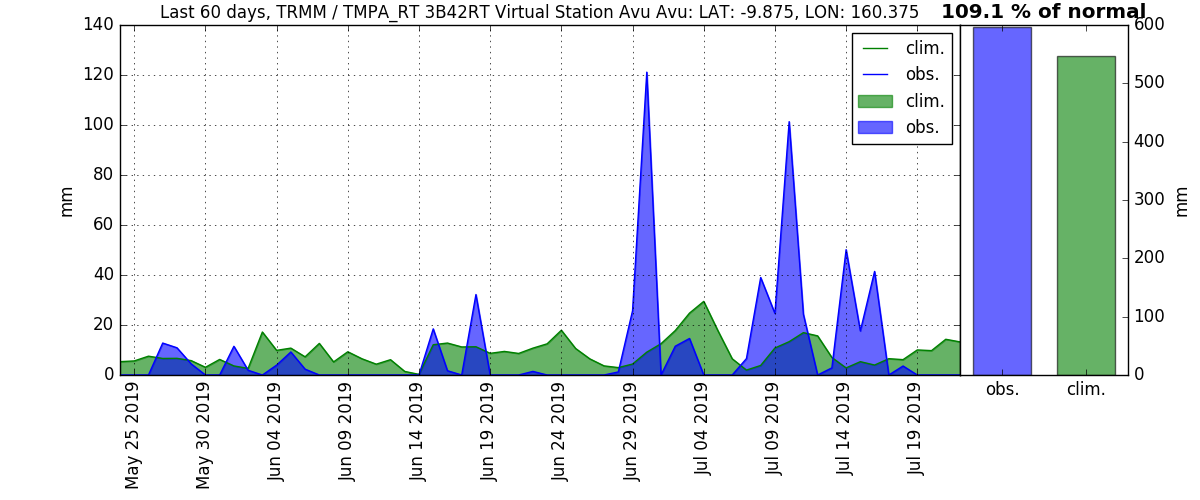 Last 60 days, TRMM / TMPA_RT 3B42RT Virtual Station Avu Avu: LAT: -9.875, LON: 160.375
109.1 % of normal
140
120
100
80
60
40
20
0
mm
clim.
obs.
clim.
obs.
600
500
400
300
200
100
0
mm
May 25 2019
May 30 2019
Jun 04 2019
Jun 09 2019
Jun 14 2019
Jun 19 2019
Jun 24 2019
Jun 29 2019
Jul 04 2019
Jul 09 2019
Jul 14 2019
Jul 19 2019
obs.
clim.